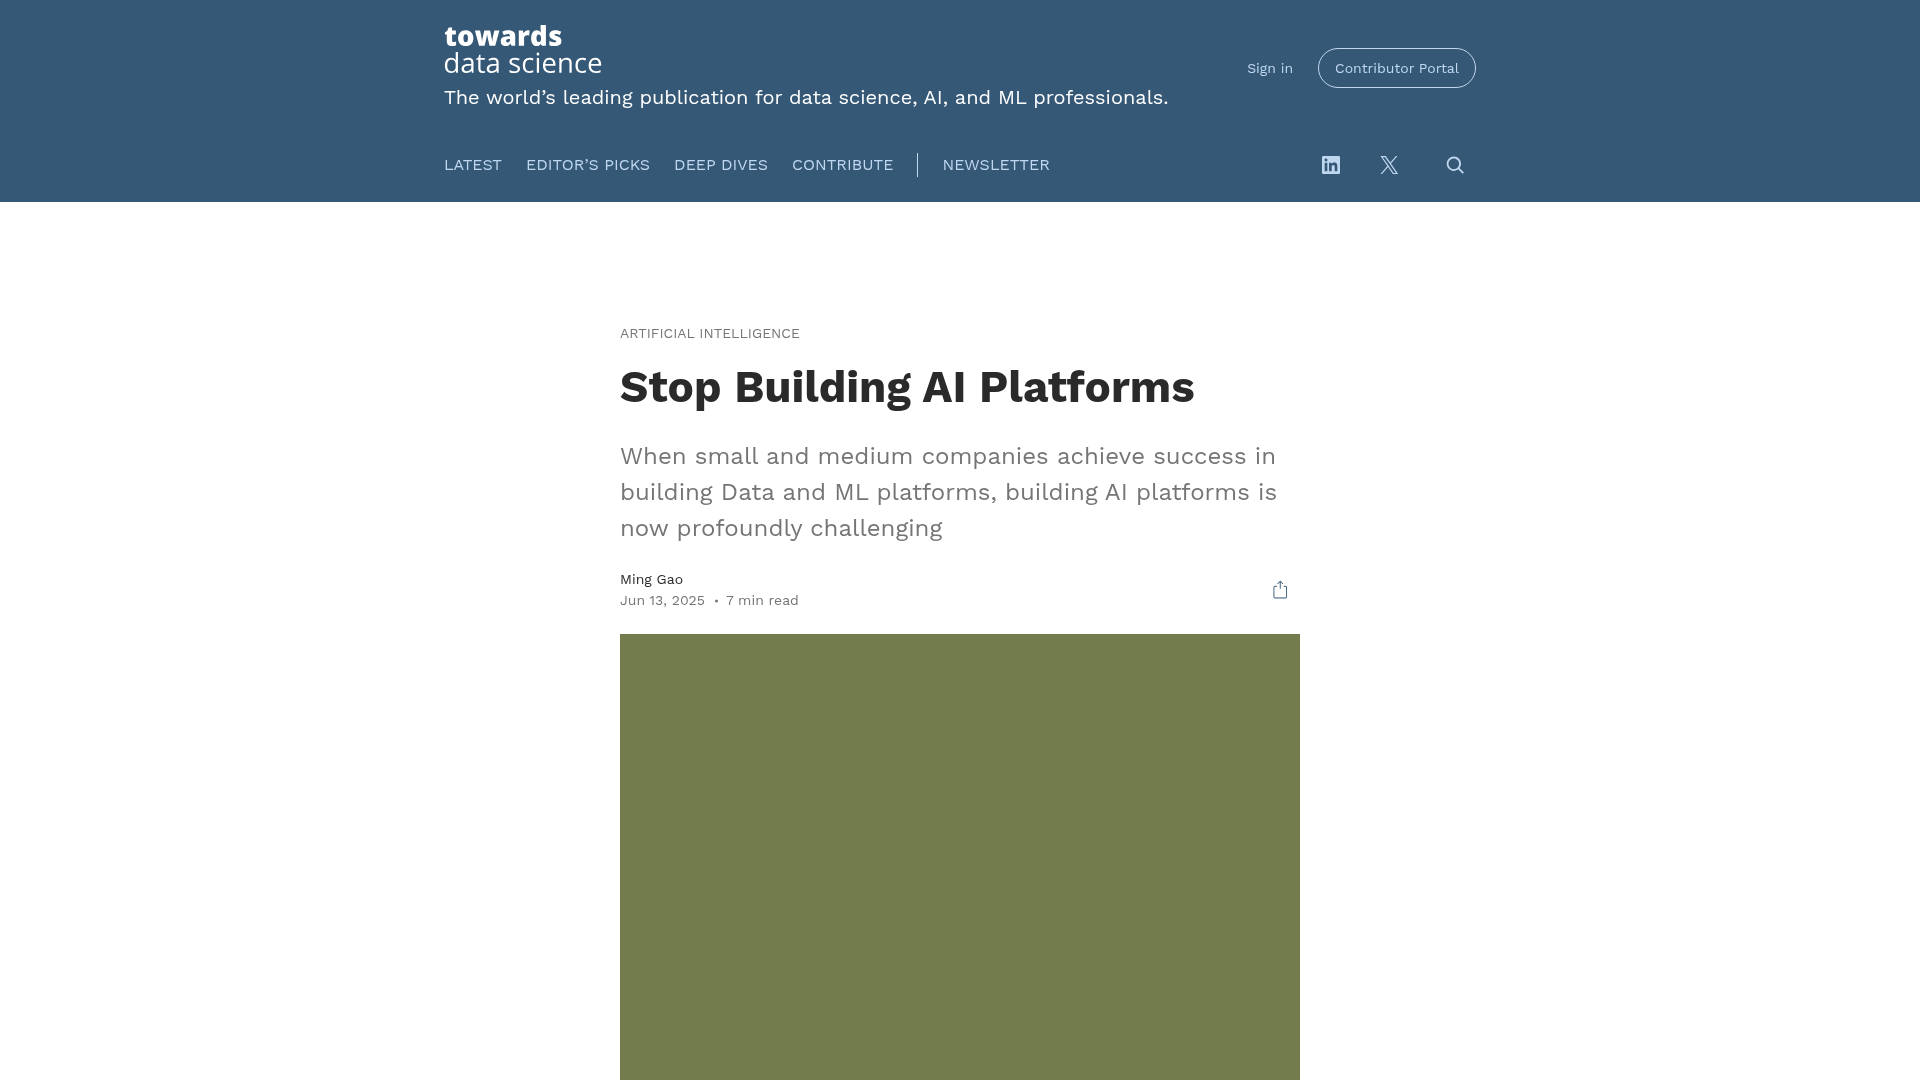 towards
data science
The world’s leading publication for data science, AI, and ML professionals.
Sign in
Contributor Portal
LATEST
EDITOR’S PICKS
DEEP DIVES
CONTRIBUTE
NEWSLETTER
ARTIFICIAL INTELLIGENCE
Stop Building AI Platforms
When small and medium companies achieve success in
building Data and ML platforms, building AI platforms is
now profoundly challenging
Ming Gao
Jun 13, 2025 • 7 min read